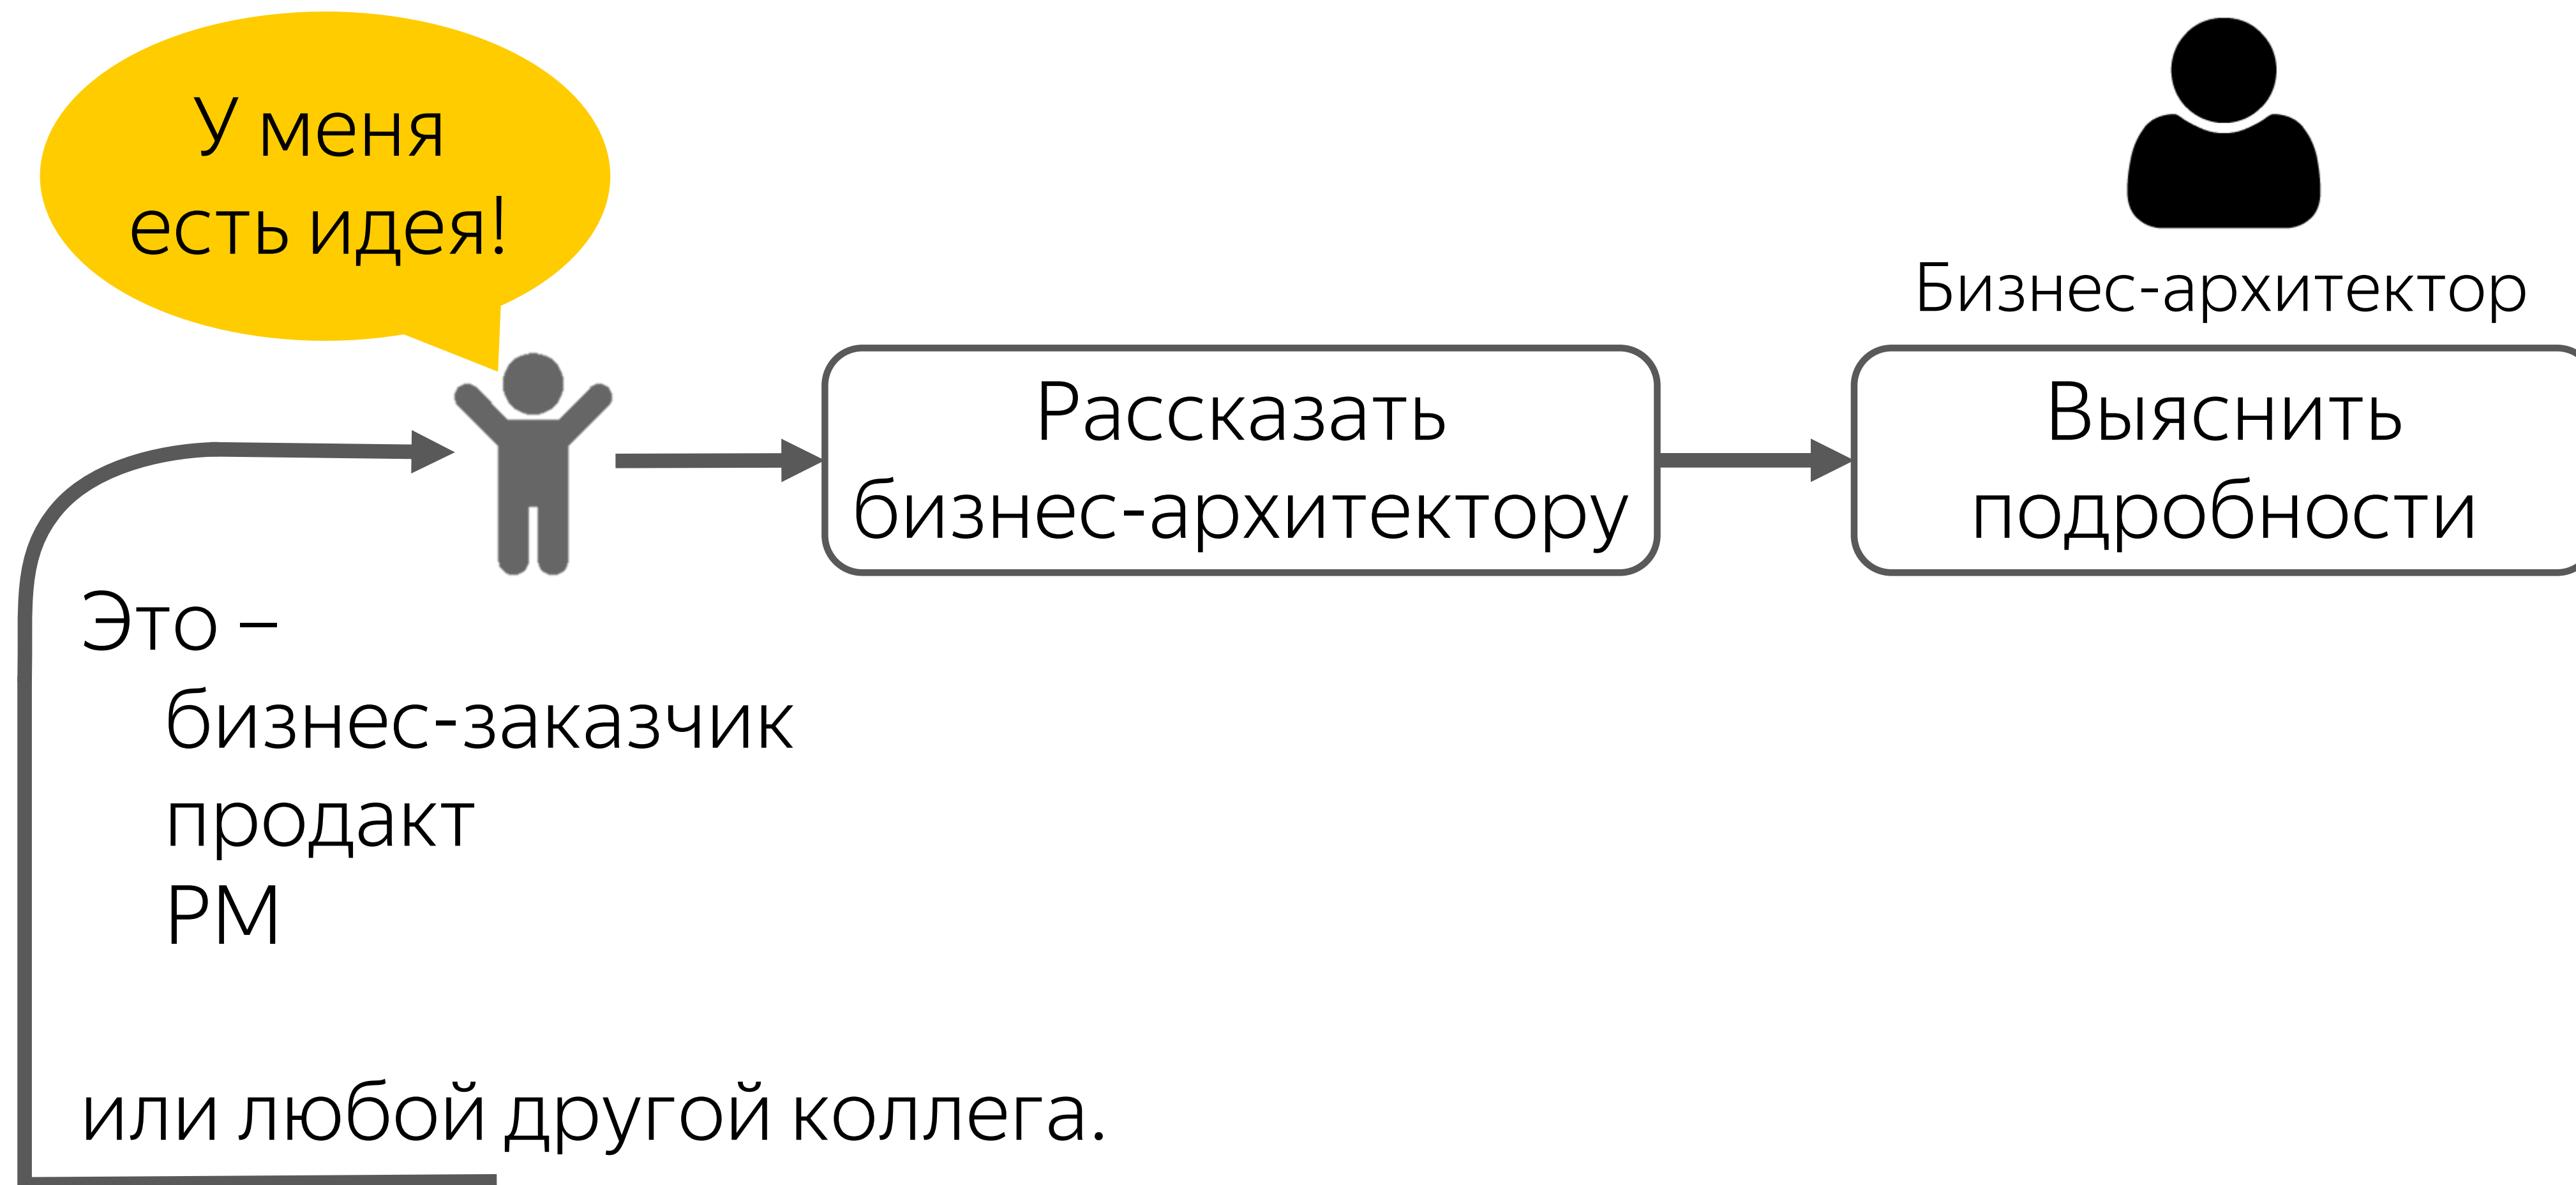 У меня
есть идея!
Бизнес-архитектор
Рассказать
бизнес-архитектору
Выяснить
подробности
Это –
бизнес-заказчик
продакт
PM
или любой другой коллега.